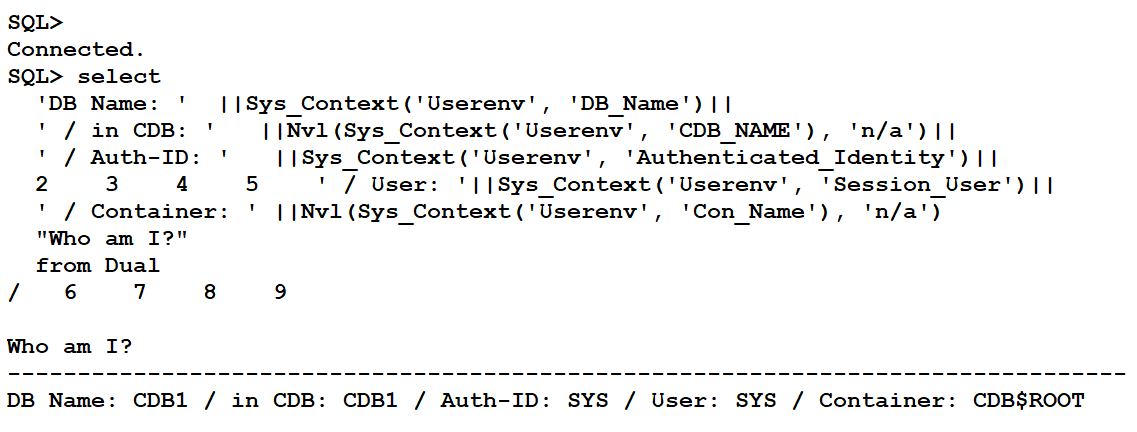 SQL>
Connected.
SQL> select
  'DB Name: '  ||Sys_Context('Userenv', 'DB_Name')||
  ' / in CDB: '   ||Nvl(Sys_Context('Userenv', 'CDB_NAME'), 'n/a')||
  ' / Auth-ID: '   ||Sys_Context('Userenv', 'Authenticated_Identity')||
  2    3    4    5    ' / User: '||Sys_Context('Userenv', 'Session_User')||
  ' / Container: ' ||Nvl(Sys_Context('Userenv', 'Con_Name'), 'n/a')
  "Who am I?"
  from Dual
/   6    7    8    9
Who am I?
--------------------------------------------------------------------------------
DB Name: CDB1 / in CDB: CDB1 / Auth-ID: SYS / User: SYS / Container: CDB$ROOT